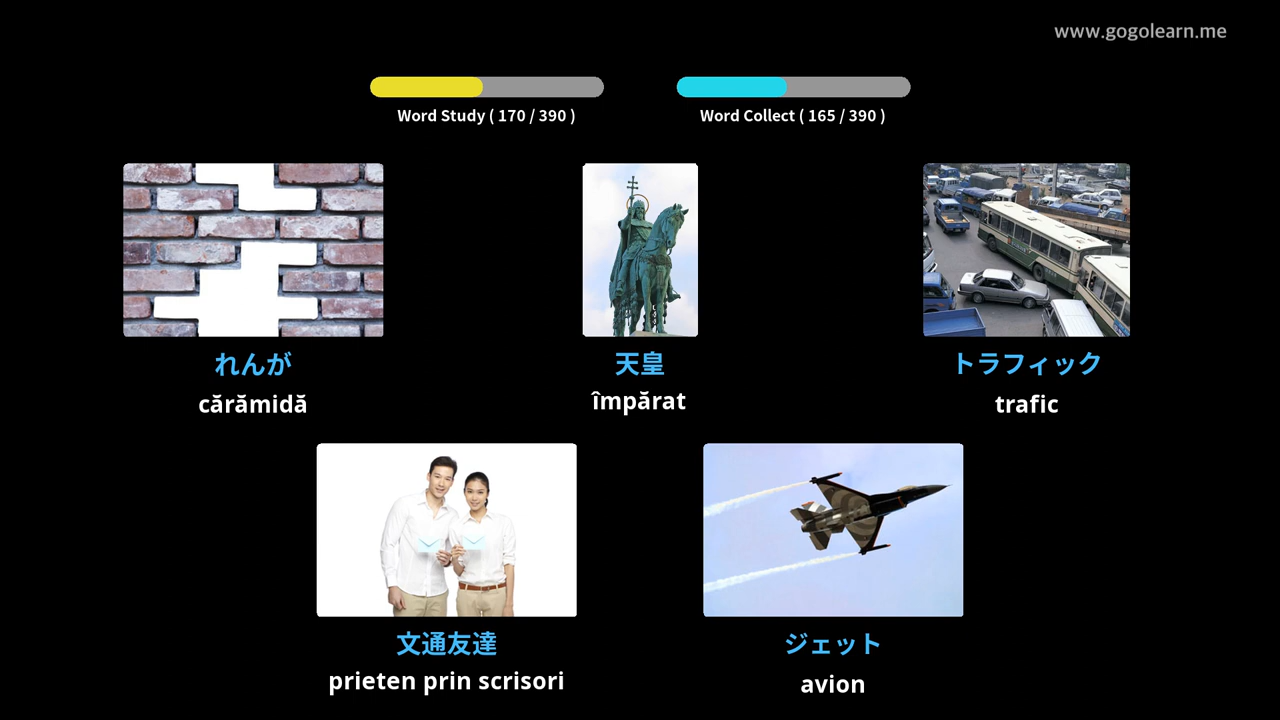 www.gogolearn.me
Word Study ( 170 / 390 )
Word Collect ( 165 / 390 )
れんが
cărămidă
天皇
împărat
トラフィック
trafic
文通友達
prieten prin scrisori
ジェット
avion